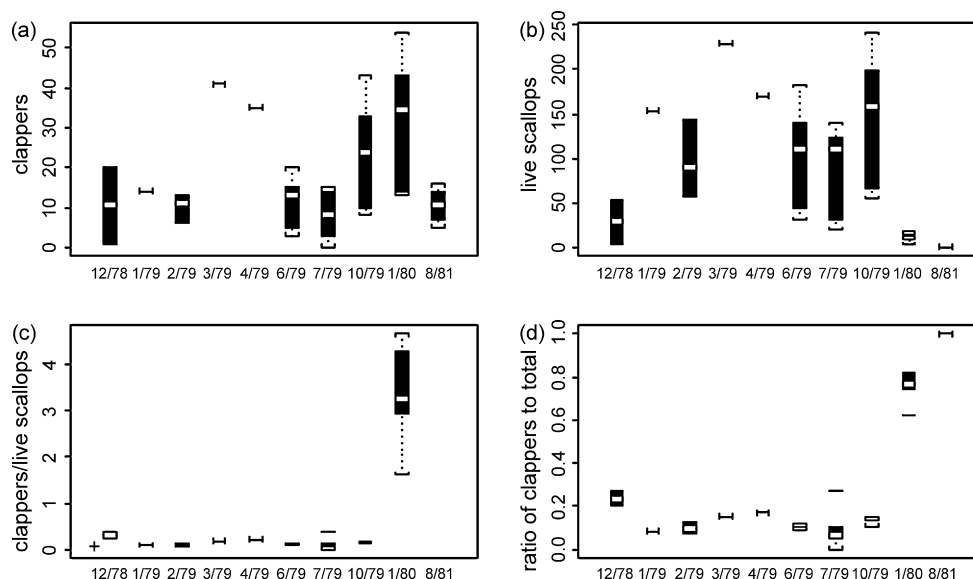 (a)
clappers
0 10 20 30 40 50
12/78 1/79 2/79 3/79 4/79 6/79 7/79 10/79 1/80 8/81
(b)
live scallops
0 50 100 150 200 250
12/78 1/79 2/79 3/79 4/79 6/79 7/79 10/79 1/80 8/81
(c)
clappers/live scallops
0 1 2 3 4
+
12/78 1/79 2/79 3/79 4/79 6/79 7/79 10/79 1/80 8/81
(d)
ratio of clappers to total
0.0 0.2 0.4 0.6 0.8 1.0
12/78 1/79 2/79 3/79 4/79 6/79 7/79 10/79 1/80 8/81